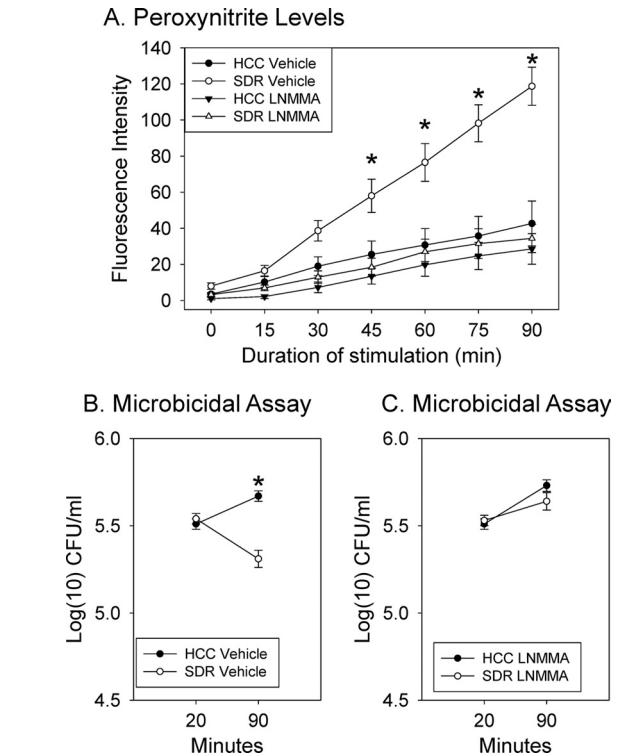 A. Peroxynitrite Levels
Fluorescence Intensity
140
120
100
80
60
40
20
0
HCC Vehicle
SDR Vehicle
HCC LNMMA
SDR LNMMA
*
*
*
*
0 15 30 45 60 75 90
Duration of stimulation (min)
B. Microbicidal Assay
Log(10) CFU/ml
6.0
5.5
5.0
4.5
*
HCC Vehicle
SDR Vehicle
20 90
Minutes
C. Microbicidal Assay
Log(10) CFU/ml
6.0
5.5
5.0
4.5
HCC LNMMA
SDR LNMMA
20 90
Minutes